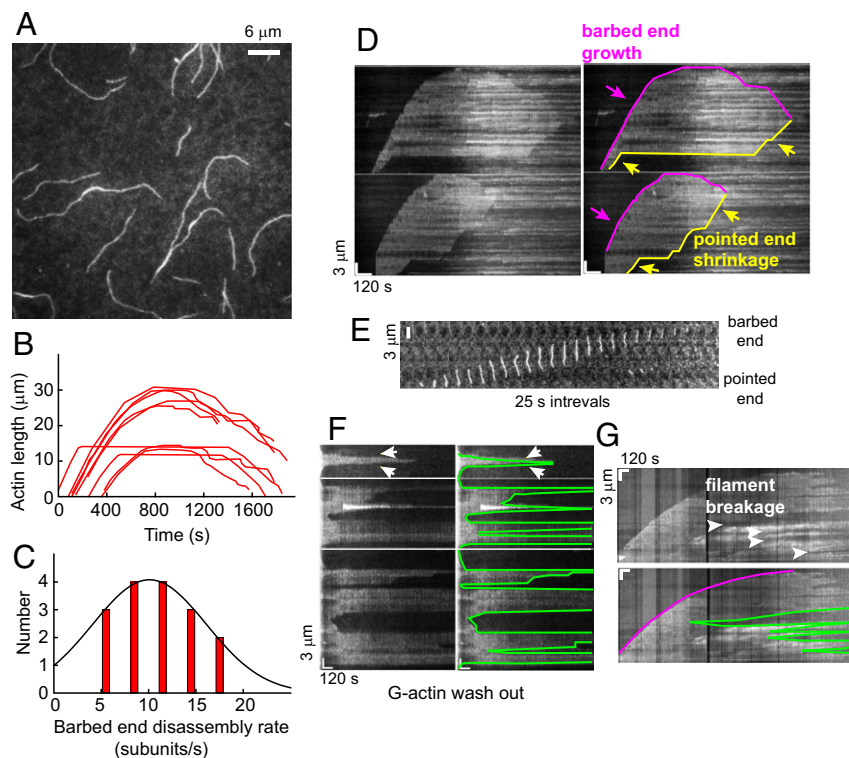 A
6 μm
B
Actin length (μm)
30
20
10
0
0
400
800
1200
1600
Time (s)
C
Number
4
3
2
1
0
0
5
10
15
20
Barbed end disassembly rate
(subunits/s)
D
barbed end
growth
pointed end
shrinkage
3 μm
120 s
E
3 μm
barbed
end
pointed
end
25 s intrevals
F
3 μm
120 s
G-actin wash out
G
120 s
3 μm
filament
breakage